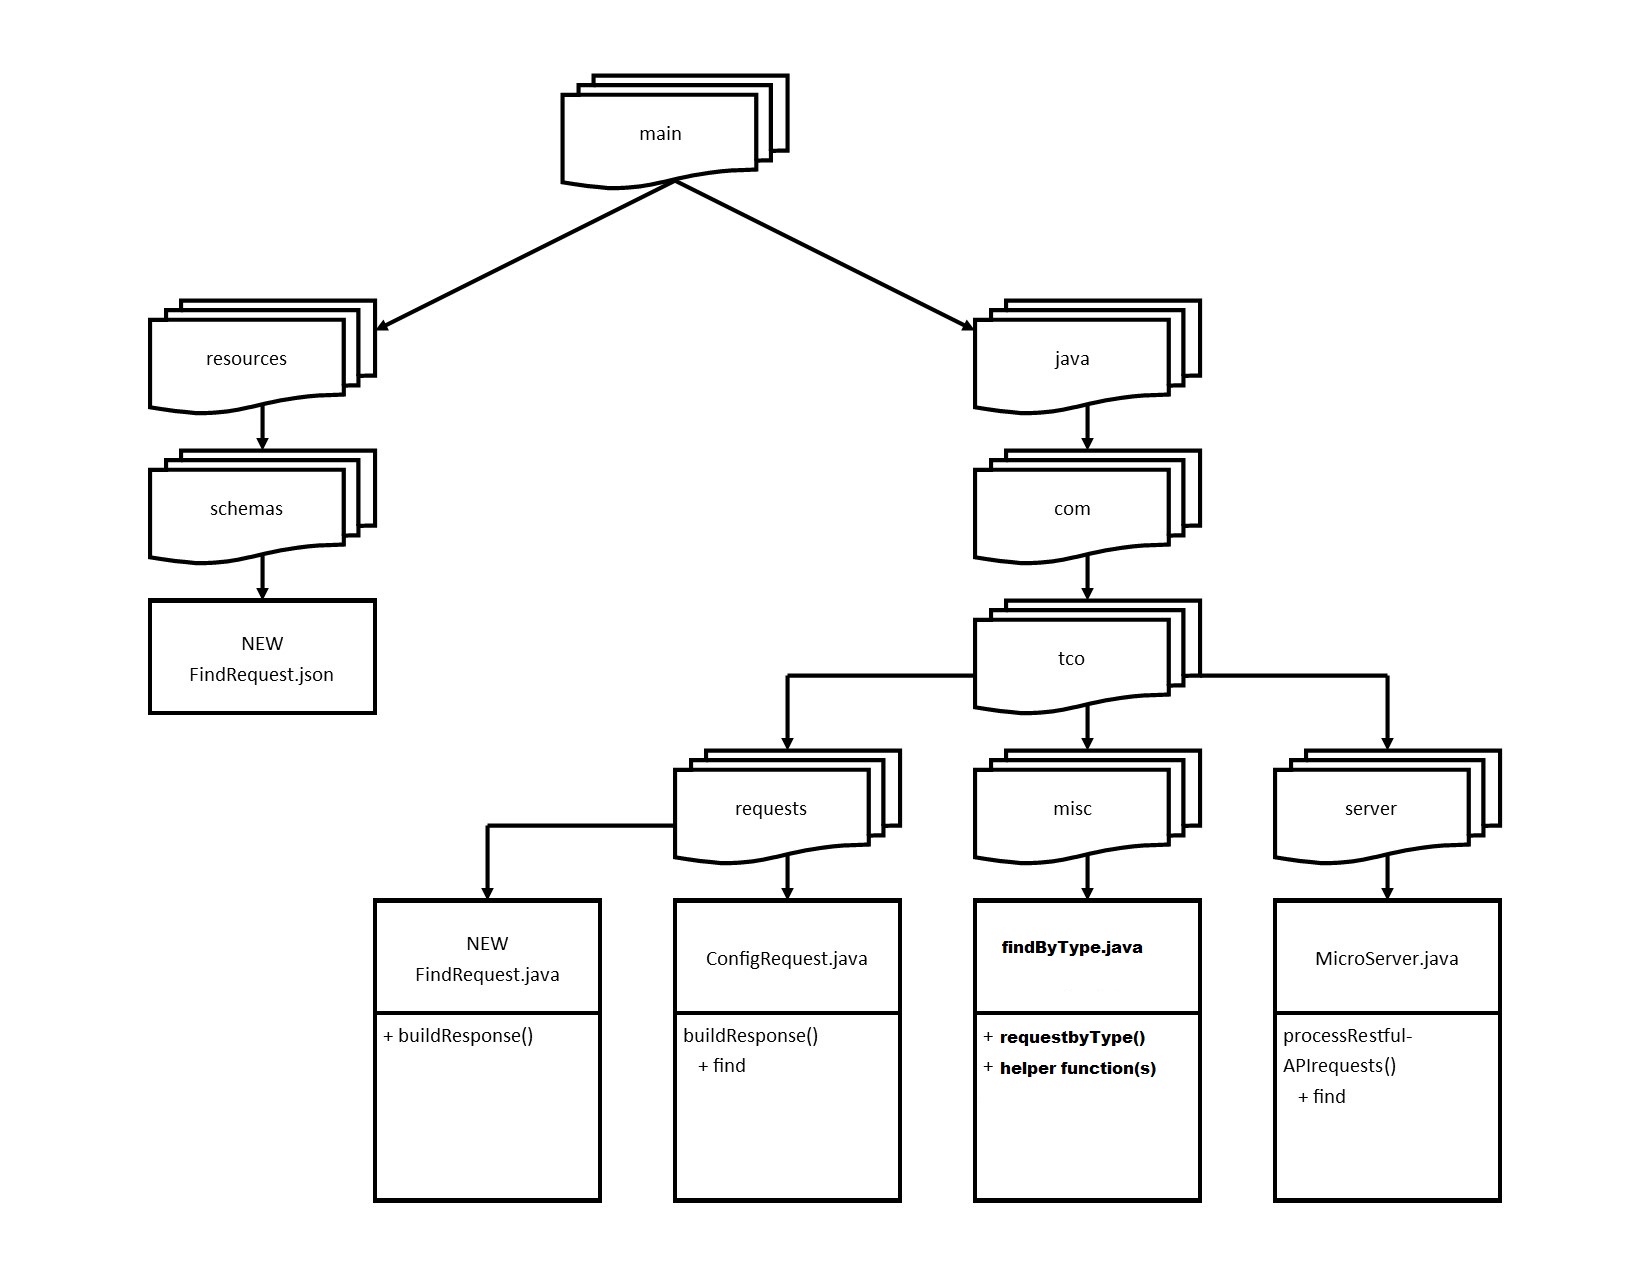 main
resources
java
schemas
com
NEW
FindRequest.json
tco
requests
misc
server
NEW
FindRequest.java
+ buildResponse()
ConfigRequest.java
buildResponse()
+ find
findByType.java
+ requestbyType()
+ helper function(s)
MicroServer.java
processRestful-
APIrequests()
+ find